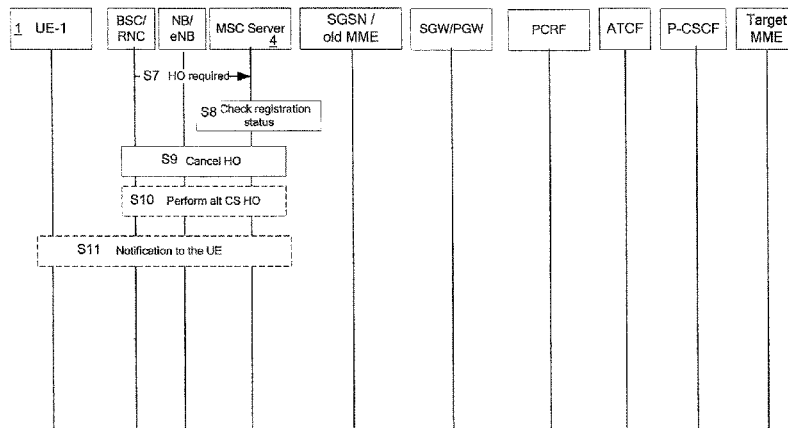 1 UE-1
BSC/
RNC
NB/
eNB
MSC Server
4
SGSN /
old MME
SGW/PGW
PCRF
ATCF
P-CSCF
Target
MME
S7 HO required
S8 Check registration
status
S9 Cancel HO
S10 Perform alt CS HO
S11 Notification to the UE